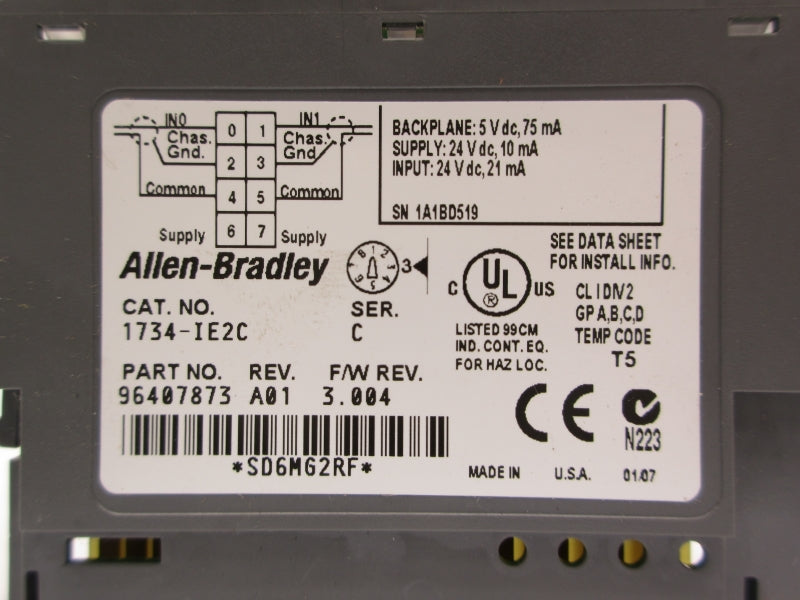 IN0 0 1 IN1
Chas. Gnd. 2 3 Chas. Gnd
Common 4 5 Common
Supply 6 7 Supply
BACKPLANE: 5 V dc, 75 mA
SUPPLY: 24 V dc, 10 mA
INPUT: 24 V dc, 21 mA
SN 1A1BD519
Allen-Bradley
3
C UL US
®
SEE DATA SHEET
FOR INSTALL INFO.
CL I DIV 2
GP A,B,C,D
TEMP CODE
T5
LISTED 99CM
IND. CONT. EQ.
FOR HAZ LOC.
CAT. NO. SER.
1734-IE2C C
PART NO. REV. F/W REV.
96407873 A01 3.004
*SD6MG2RF*
CE
N223
MADE IN U.S.A. 01/07